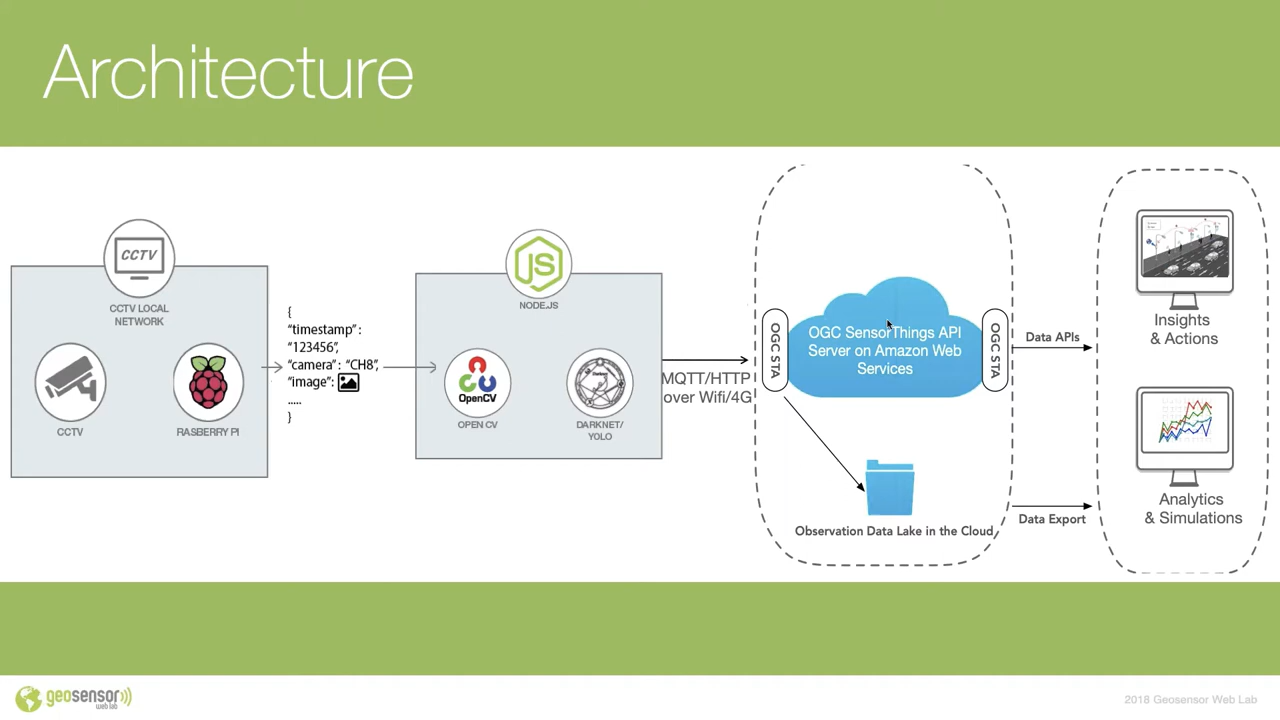 Architecture
CCTV
CCTV LOCAL
NETWORK
CCTV
RASBERRY PI
{
“timestamp” :
“123456”,
“camera” : “CH8”,
“image”:
.....
}
JS
NODE.JS
OpenCV
OPEN CV
DARKNET/
YOLO
MQTT/HTTP
over Wifi/4G
OGC STA
OGC SensorThings API
Server on Amazon Web
Services
OGC STA
Observation Data Lake in the Cloud
Data APIs
Data Export
Insights
& Actions
Analytics
& Simulations
geosensor
web lab
2018 Geosensor Web Lab